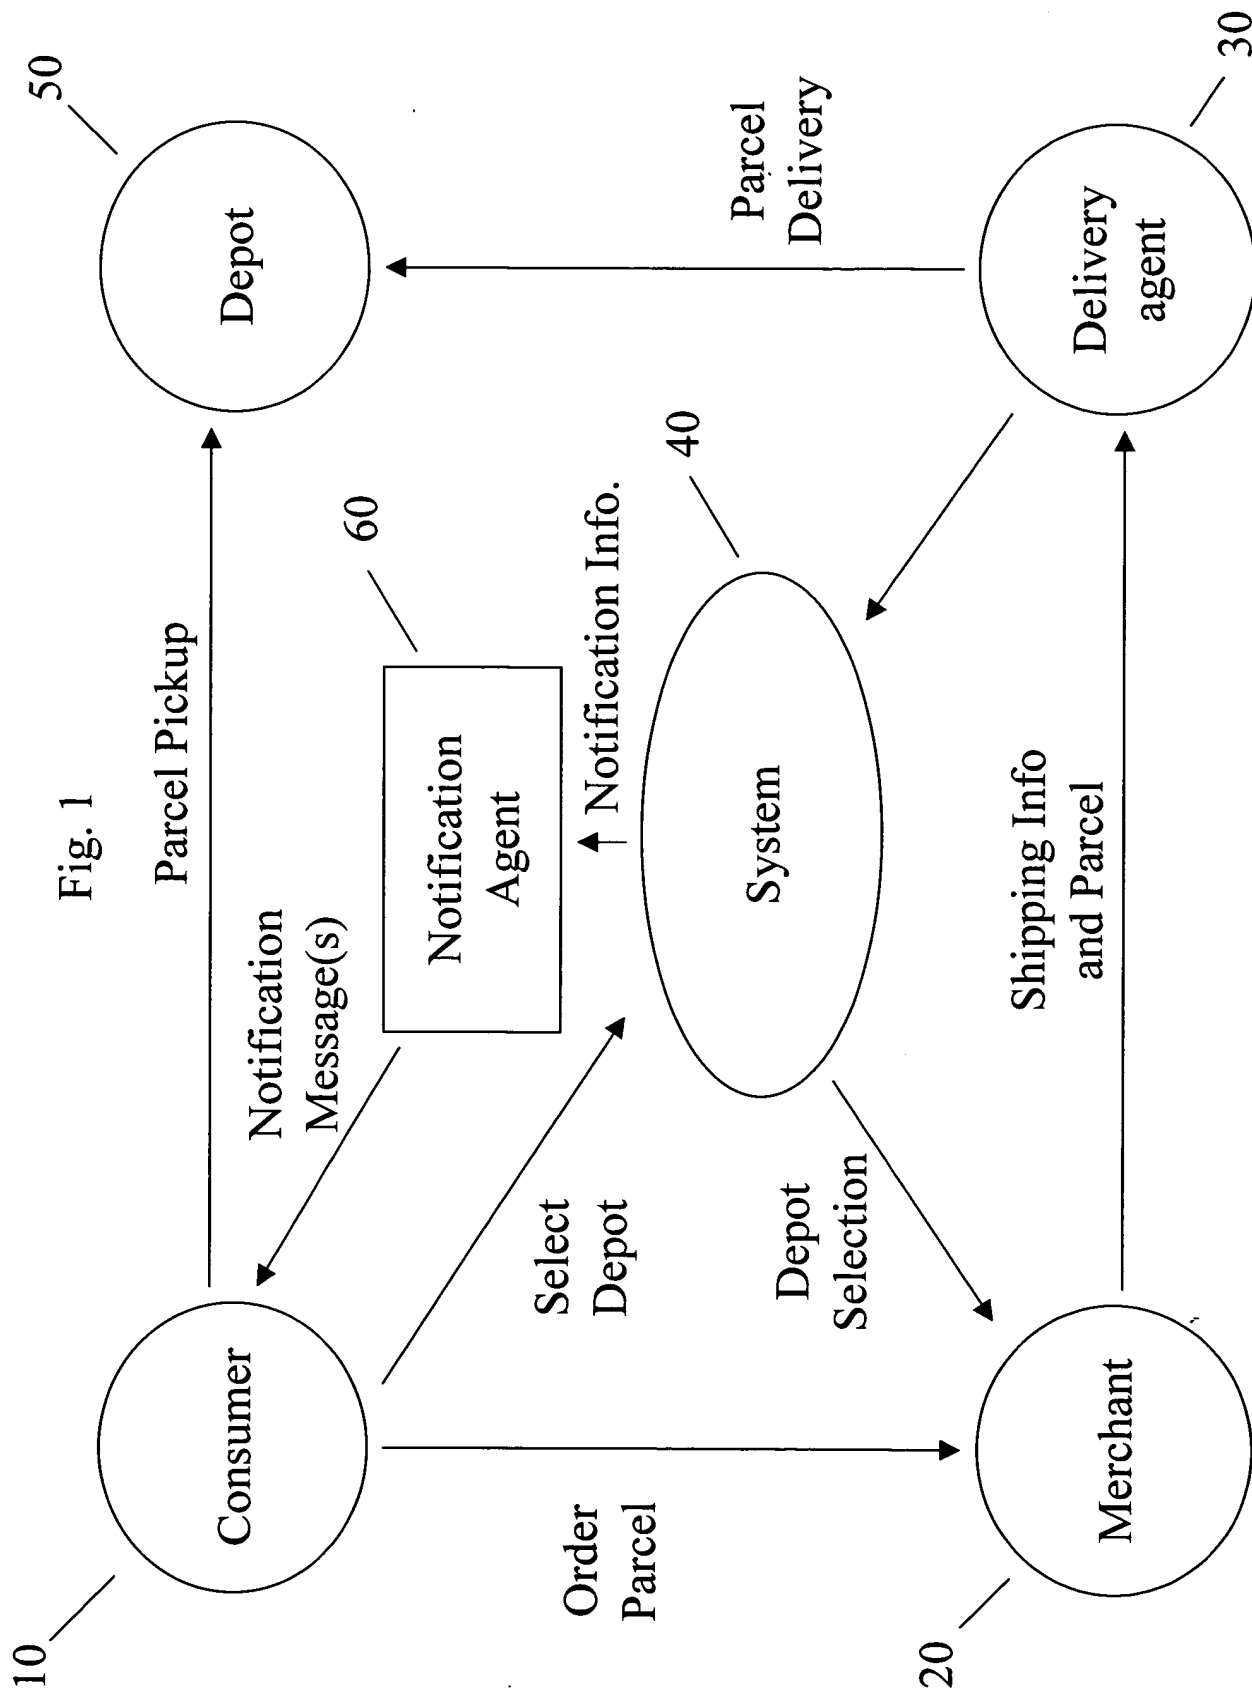 Fig. 1
10
Consumer
Parcel Pickup
50
Depot
Notification
Message(s)
60
Notification
Agent
Notification Info.
40
Select
Depot
System
Order
Parcel
Depot
Selection
Parcel
Delivery
20
Merchant
Shipping Info
and Parcel
Delivery
agent
30